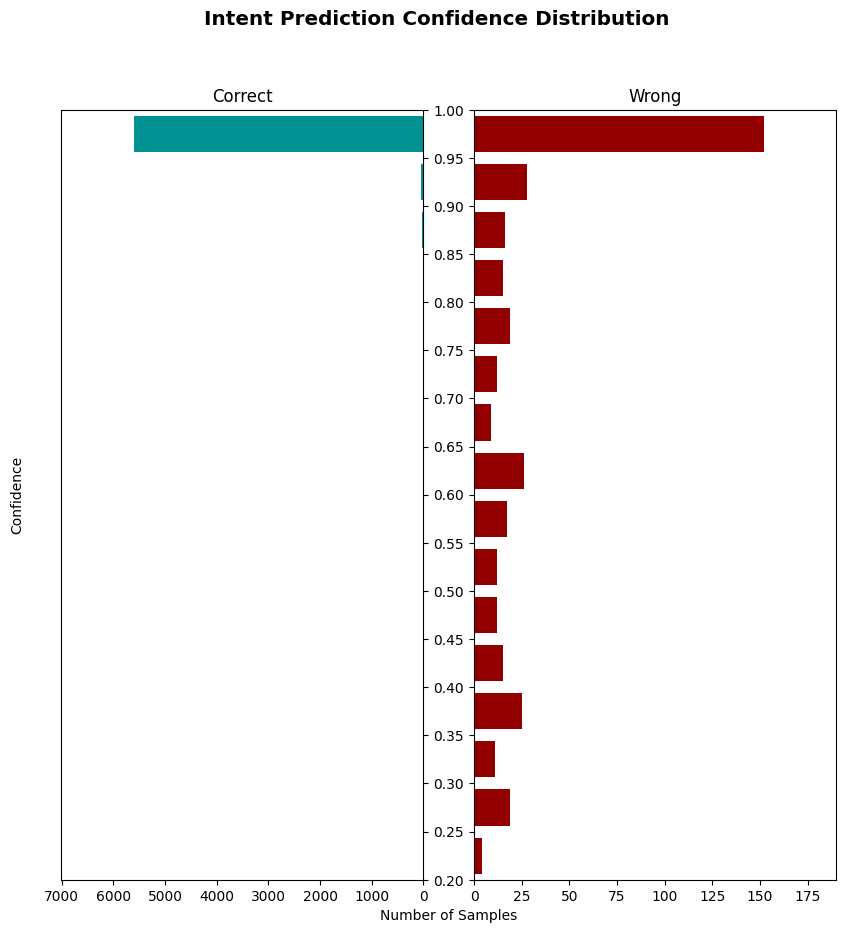 Intent Prediction Confidence Distribution
Correct
Wrong
1.00
0.95
0.90
0.85
0.80
0.75
0.70
0.65
0.60
0.55
0.50
0.45
0.40
0.35
0.30
0.25
0.20
Confidence
7000 6000 5000 4000 3000 2000 1000 0
0 25 50 75 100 125 150 175
Number of Samples